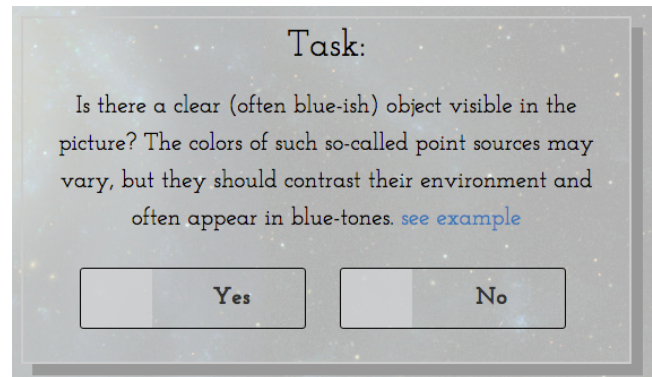 Task:
Is there a clear (often blue-ish) object visible in the
picture? The colors of such so-called point sources may
vary, but they should contrast their environment and
often appear in blue-tones. see example
Yes
No